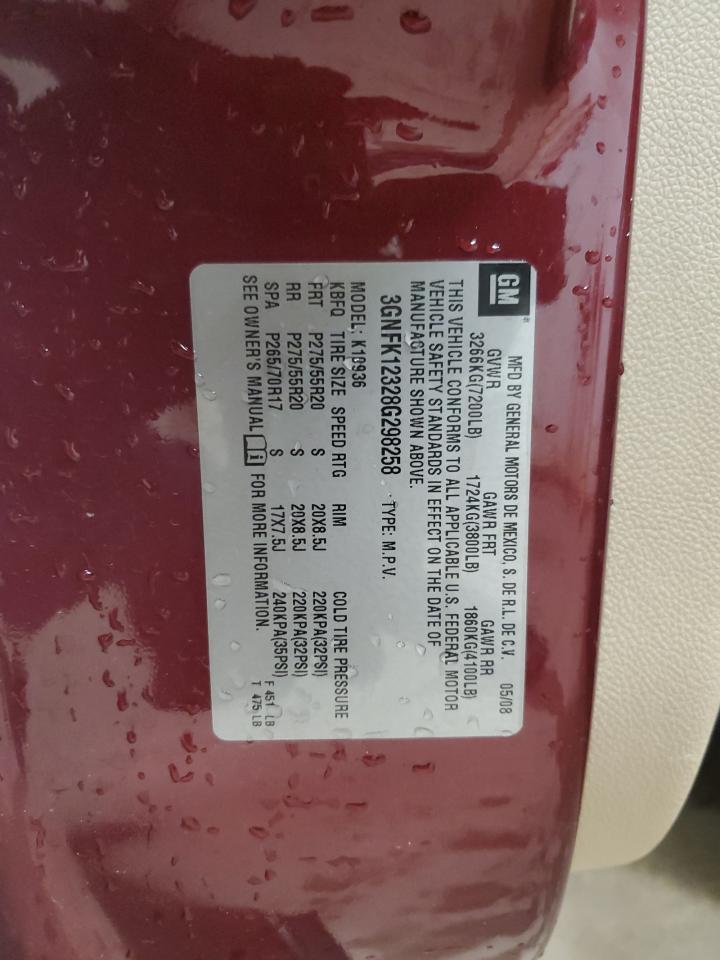 GM
MFD BY GENERAL MOTORS DE MEXICO, S. DE R.L. DE C.V. 05/08
GVWR GAWR FRT GAWR RR
3266KG(7200LB) 1724KG(3800LB) 1860KG(4100LB)
THIS VEHICLE CONFORMS TO ALL APPLICABLE U.S. FEDERAL MOTOR
VEHICLE SAFETY STANDARDS IN EFFECT ON THE DATE OF
MANUFACTURE SHOWN ABOVE.
3GNFK12328G298258 TYPE: M.P.V.
MODEL: K10936
KBFQ TIRE SIZE SPEED RTG RIM COLD TIRE PRESSURE
FRT P275/55R20 S 20X8.5J 220KPA(32PSI)
RR P275/55R20 S 20X8.5J 220KPA(32PSI)
SPA P265/70R17 S 17X7.5J 240KPA(35PSI)
SEE OWNER'S MANUAL FOR MORE INFORMATION.
F 451 LB
T 475 LB